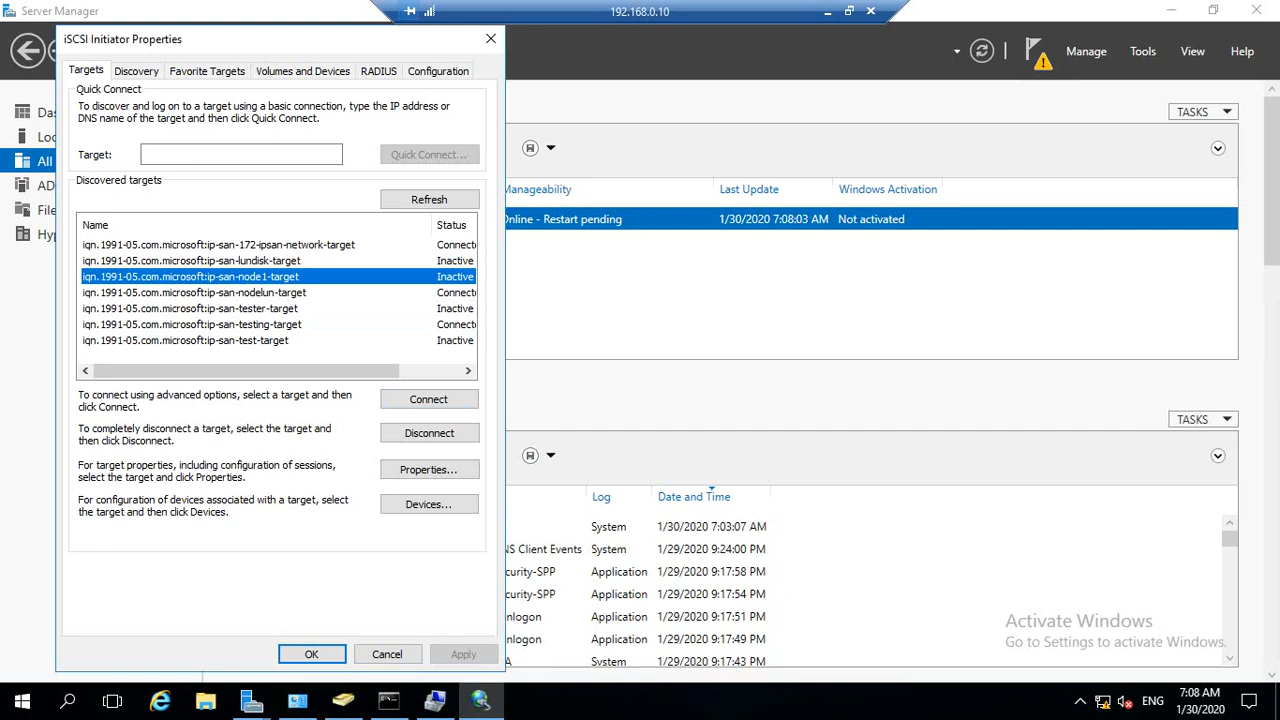 Server Manager
192.168.0.10
iSCSI Initiator Properties
Manage Tools View Help
Targets Discovery Favorite Targets Volumes and Devices RADIUS Configuration
Quick Connect
To discover and log on to a target using a basic connection, type the IP address or
DNS name of the target and then click Quick Connect.
Target: Quick Connect...
Discovered targets
Refresh
Name Status
iqn.1991-05.com.microsoft:ip-san-172-ipsan-network-target Connecte
iqn.1991-05.com.microsoft:ip-san-lundisk-target Inactive
iqn.1991-05.com.microsoft:ip-san-node1-target Inactive
iqn.1991-05.com.microsoft:ip-san-nodelun-target Connecte
iqn.1991-05.com.microsoft:ip-san-tester-target Inactive
iqn.1991-05.com.microsoft:ip-san-testing-target Connecte
iqn.1991-05.com.microsoft:ip-san-test-target Inactive
To connect using advanced options, select a target and then
click Connect.
Connect
To completely disconnect a target, select the target and
then click Disconnect.
Disconnect
For target properties, including configuration of sessions,
select the target and click Properties.
Properties...
For configuration of devices associated with a target, select
the target and then click Devices.
Devices...
OK Cancel Apply
Das
Loc
All
AD
File
Hyp
TASKS
Manageability Last Update Windows Activation
Online - Restart pending 1/30/2020 7:08:03 AM Not activated
TASKS
Log Date and Time
System 1/30/2020 7:03:07 AM
NS Client Events System 1/29/2020 9:24:00 PM
curity-SPP Application 1/29/2020 9:17:58 PM
curity-SPP Application 1/29/2020 9:17:54 PM
nlogon Application 1/29/2020 9:17:51 PM
nlogon Application 1/29/2020 9:17:49 PM
A System 1/29/2020 9:17:43 PM
Activate Windows
Go to Settings to activate Windows.
ENG
7:08 AM
1/30/2020